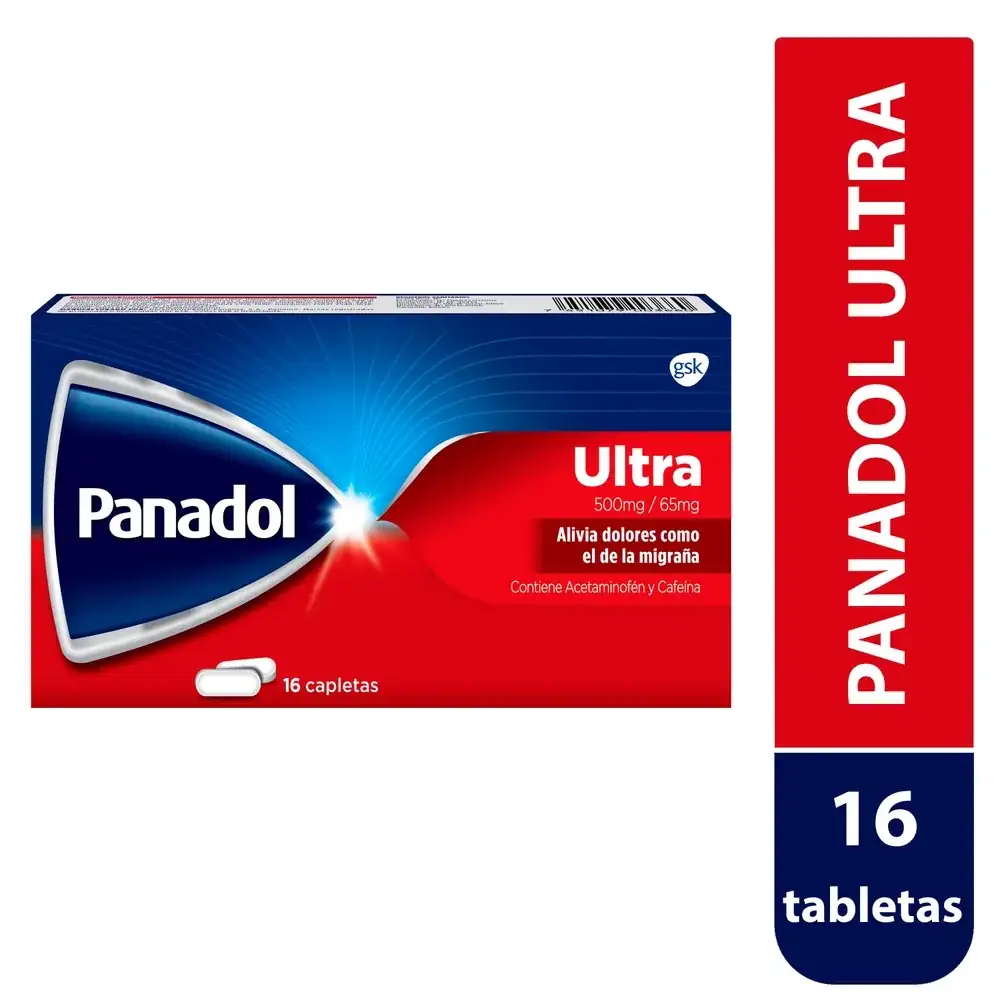 gsk
Panadol
Ultra
500mg / 65mg
Alivia dolores como
el de la migraña
Contiene Acetaminofén y Cafeína
16 capletas
PANADOL ULTRA
16
tabletas